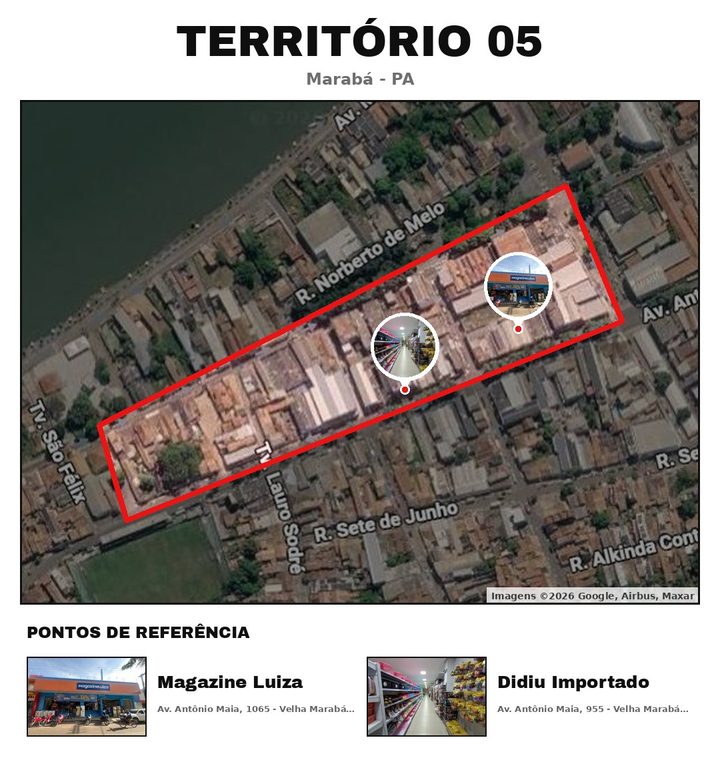 TERRITÓRIO 05
Marabá - PA
R. Norberto de Melo
Tv. São Félix
Tv. Lauro Sodré
R. Sete de Junho
R. Alkinda Cont
R. Se
Av. Ant
Imagens ©2026 Google, Airbus, Maxar
PONTOS DE REFERÊNCIA
Magazine Luiza
Av. Antônio Maia, 1065 - Velha Marabá...
Didiu Importado
Av. Antônio Maia, 955 - Velha Marabá...